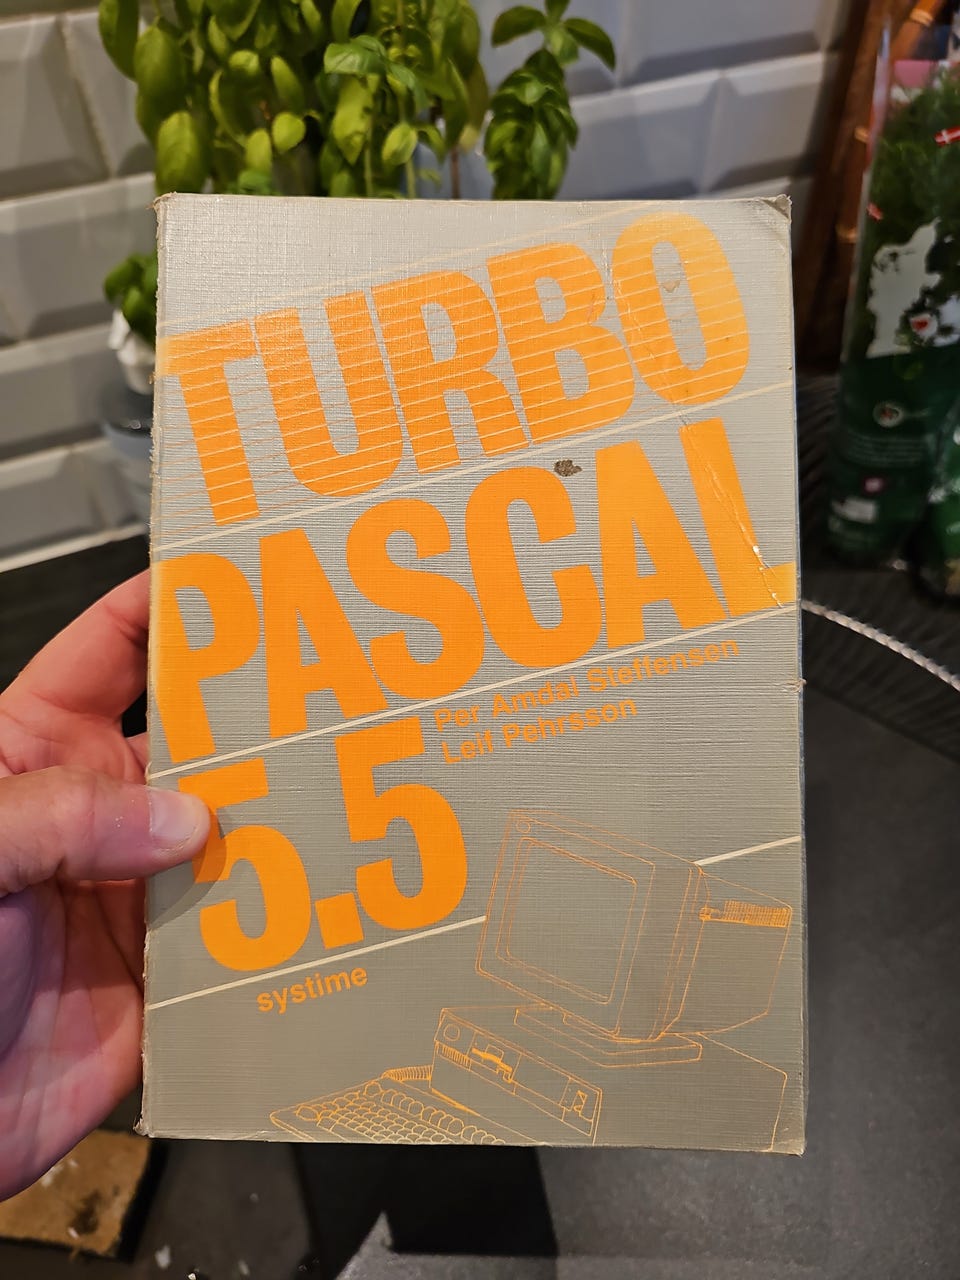 TURBO
PASCAL
Per Amdal Steffensen
Leif Pehrsson
5.5
systime